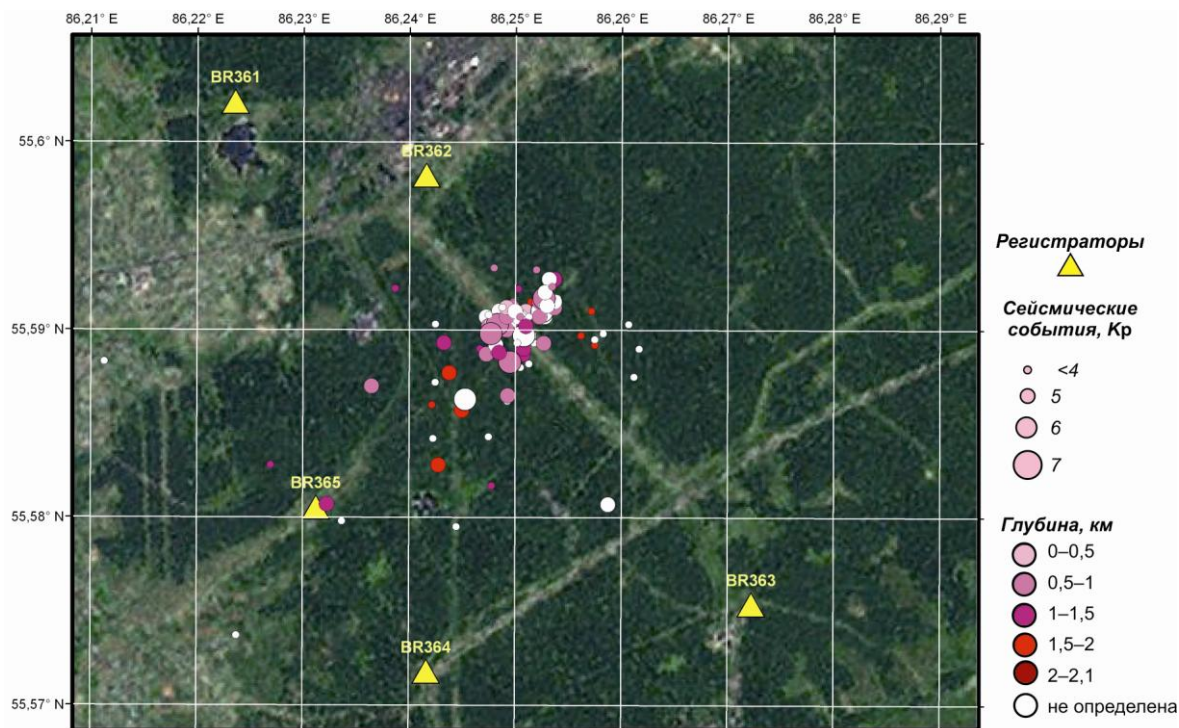 86,21° E 86,22° E 86,23° E 86,24° E 86,25° E 86,26° E 86,27° E 86,28° E 86,29° E
BR361
55,6° N
BR362
Регистраторы
Сейсмические
события, Кр
55,59° N
<4
5
6
7
BR365
55,58° N
Глубина, км
0–0,5
0,5–1
BR363
1–1,5
BR364
1,5–2
2–2,1
55,57° N
не определена